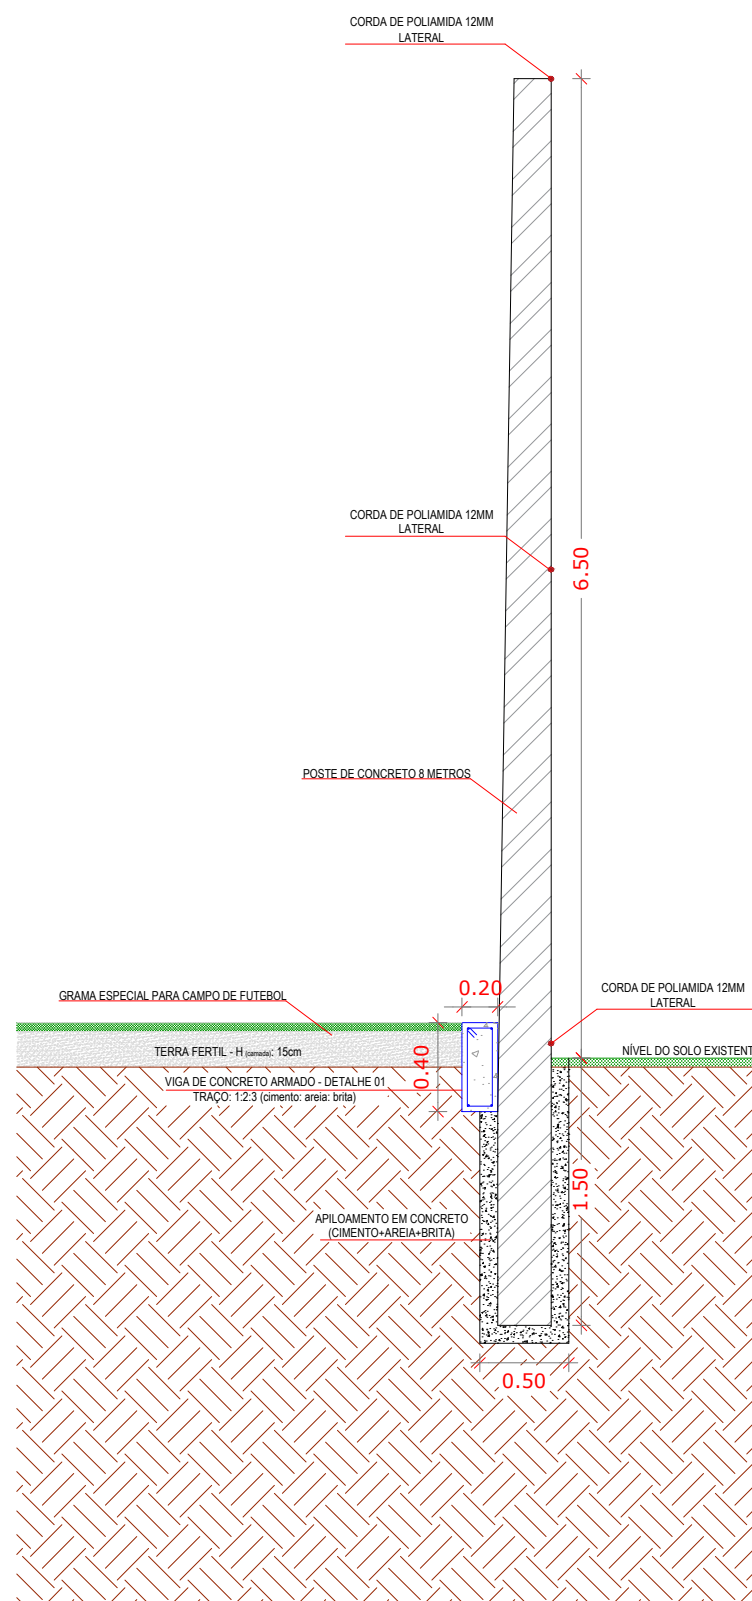 CORDA DE POLIAMIDA 12MM
LATERAL
CORDA DE POLIAMIDA 12MM
LATERAL
6.50
POSTE DE CONCRETO 8 METROS
0.20
CORDA DE POLIAMIDA 12MM
LATERAL
GRAMA ESPECIAL PARA CAMPO DE FUTEBOL
NÍVEL DO SOLO EXISTENT
TERRA FERTIL - H (camada): 15cm
0.40
VIGA DE CONCRETO ARMADO - DETALHE 01
TRAÇO: 1:2:3 (cimento: areia: brita)
1.50
APILOAMENTO EM CONCRETO
(CIMENTO+AREIA+BRITA)
0.50